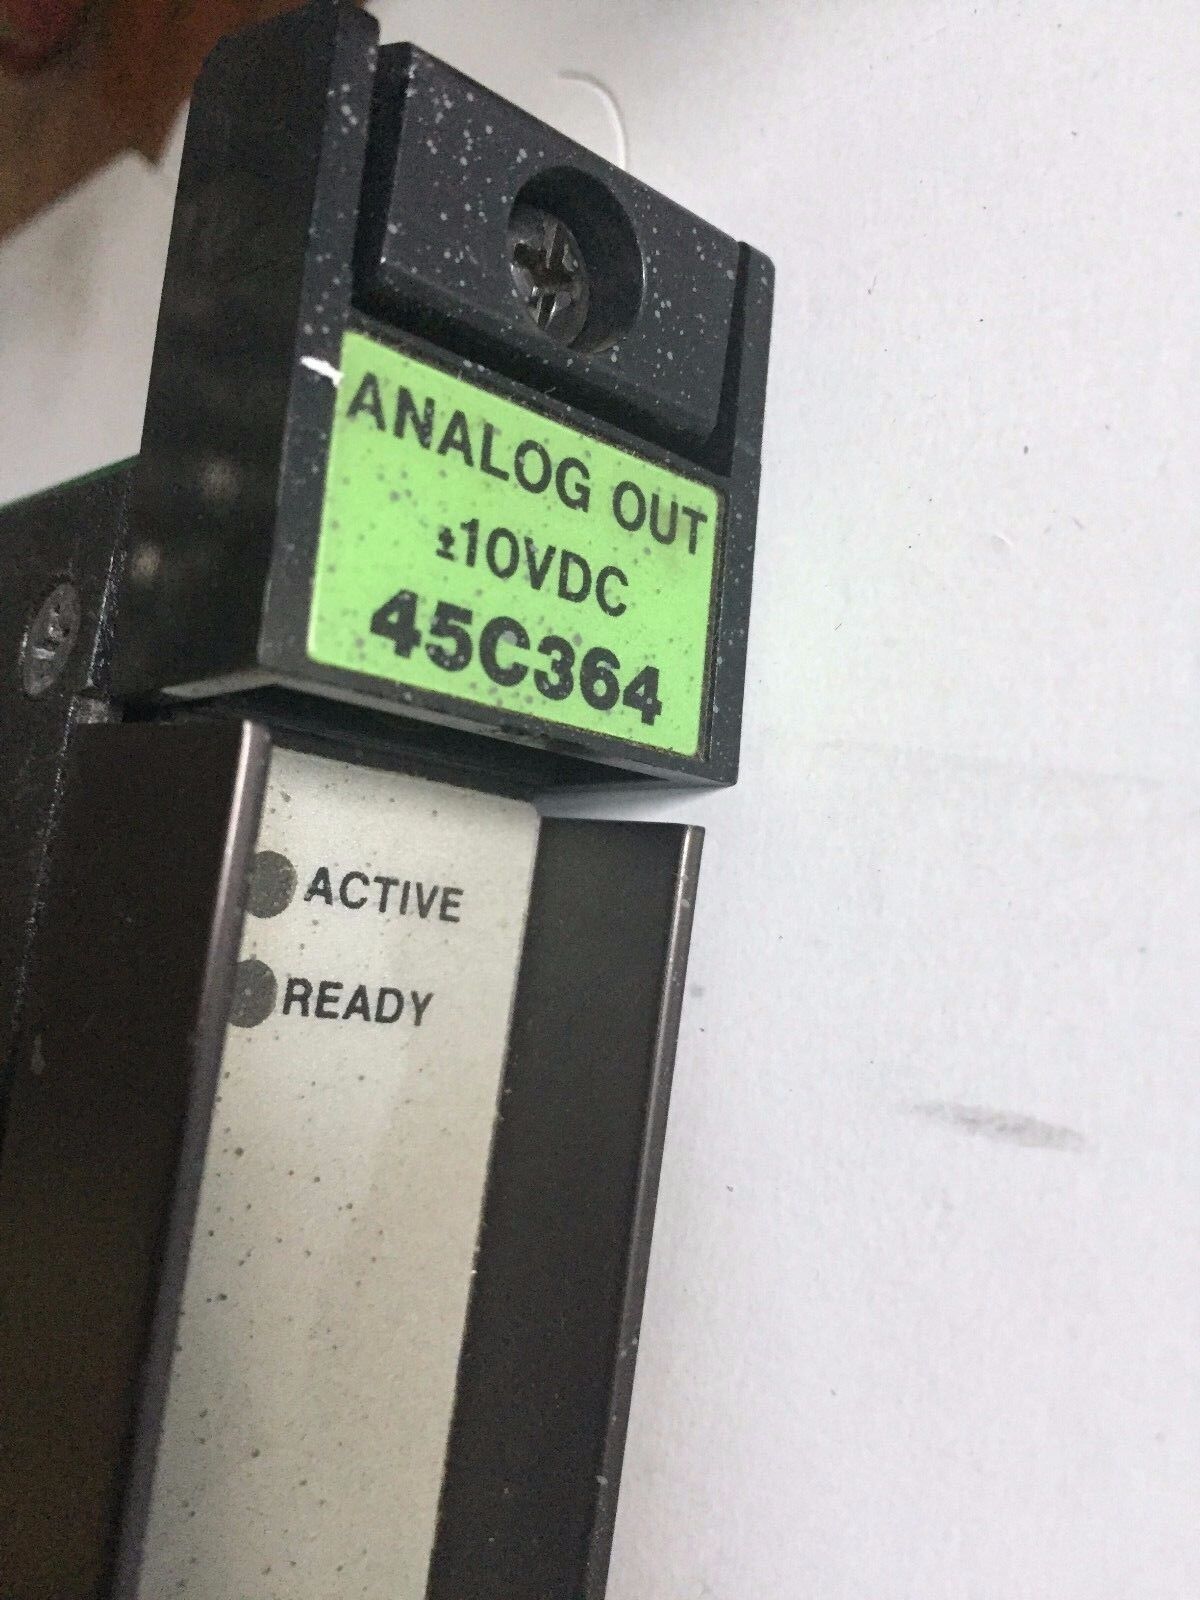 ANALOG OUT
±10VDC
45C364
ACTIVE
READY